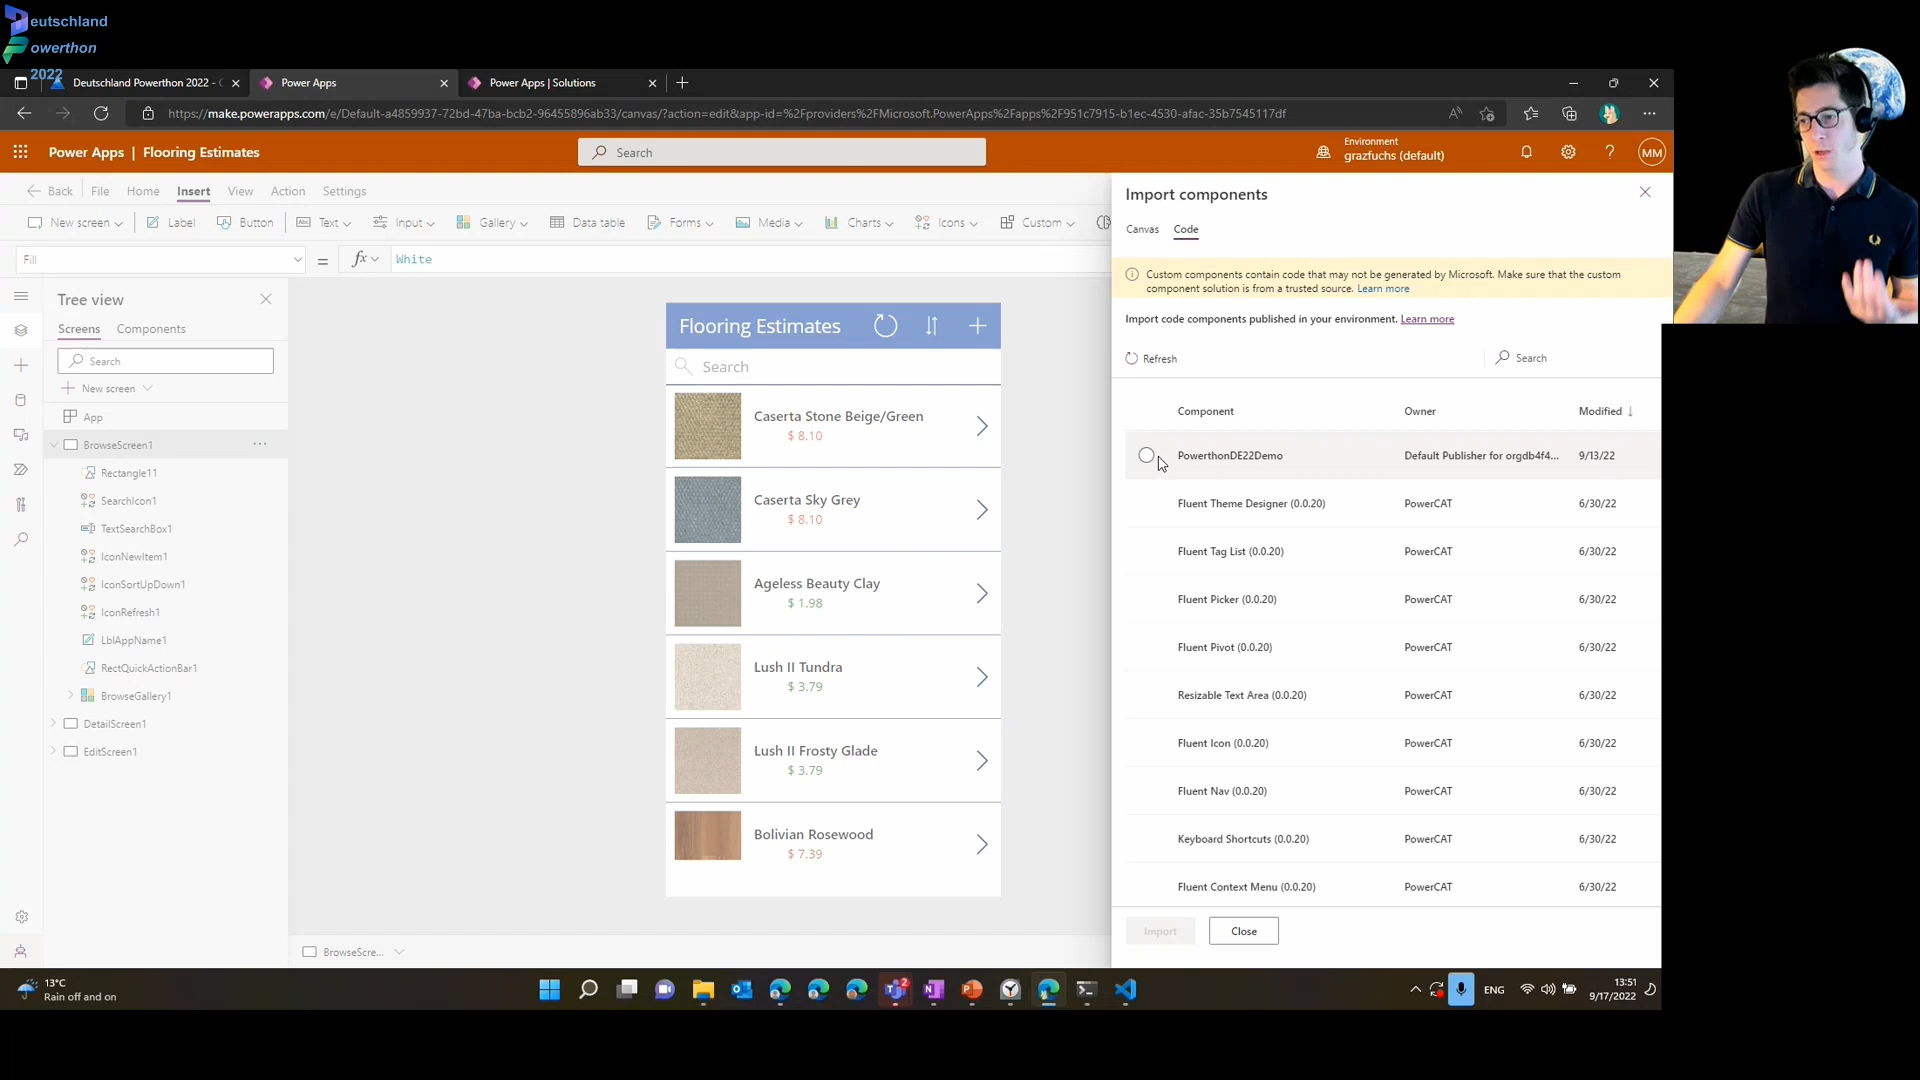 Deutschland
Powerthon
2022
Deutschland Powerthon 2022 -
Power Apps
Power Apps | Solutions
https://make.powerapps.com/e/Default-a4859937-72bd-47ba-bcb2-96455896ab33/canvas/?action=edit&app-id=%2Fproviders%2FMicrosoft.PowerApps%2Fapps%2F951c7915-b1ec-4530-afac-35b7545117df
Power Apps | Flooring Estimates
Search
Environment
grazfuchs (default)
MM
Back
File
Home
Insert
View
Action
Settings
New screen
Label
Button
Text
Input
Gallery
Data table
Forms
Media
Charts
Icons
Custom
Fill
=
fx
White
Tree view
Screens
Components
Search
New screen
App
BrowseScreen1
Rectangle11
SearchIcon1
TextSearchBox1
IconNewItem1
IconSortUpDown1
IconRefresh1
LblAppName1
RectQuickActionBar1
BrowseGallery1
DetailScreen1
EditScreen1
Flooring Estimates
Search
Caserta Stone Beige/Green
$ 8.10
Caserta Sky Grey
$ 8.10
Ageless Beauty Clay
$ 1.98
Lush II Tundra
$ 3.79
Lush II Frosty Glade
$ 3.79
Bolivian Rosewood
$ 7.39
BrowseScre...
Import components
Canvas
Code
Custom components contain code that may not be generated by Microsoft. Make sure that the custom
component solution is from a trusted source. Learn more
Import code components published in your environment. Learn more
Refresh
Search
Component
Owner
Modified
PowerthonDE22Demo
Default Publisher for orgdb4f4...
9/13/22
Fluent Theme Designer (0.0.20)
PowerCAT
6/30/22
Fluent Tag List (0.0.20)
PowerCAT
6/30/22
Fluent Picker (0.0.20)
PowerCAT
6/30/22
Fluent Pivot (0.0.20)
PowerCAT
6/30/22
Resizable Text Area (0.0.20)
PowerCAT
6/30/22
Fluent Icon (0.0.20)
PowerCAT
6/30/22
Fluent Nav (0.0.20)
PowerCAT
6/30/22
Keyboard Shortcuts (0.0.20)
PowerCAT
6/30/22
Fluent Context Menu (0.0.20)
PowerCAT
6/30/22
Import
Close
13°C
Rain off and on
2
ENG
13:51
9/17/2022